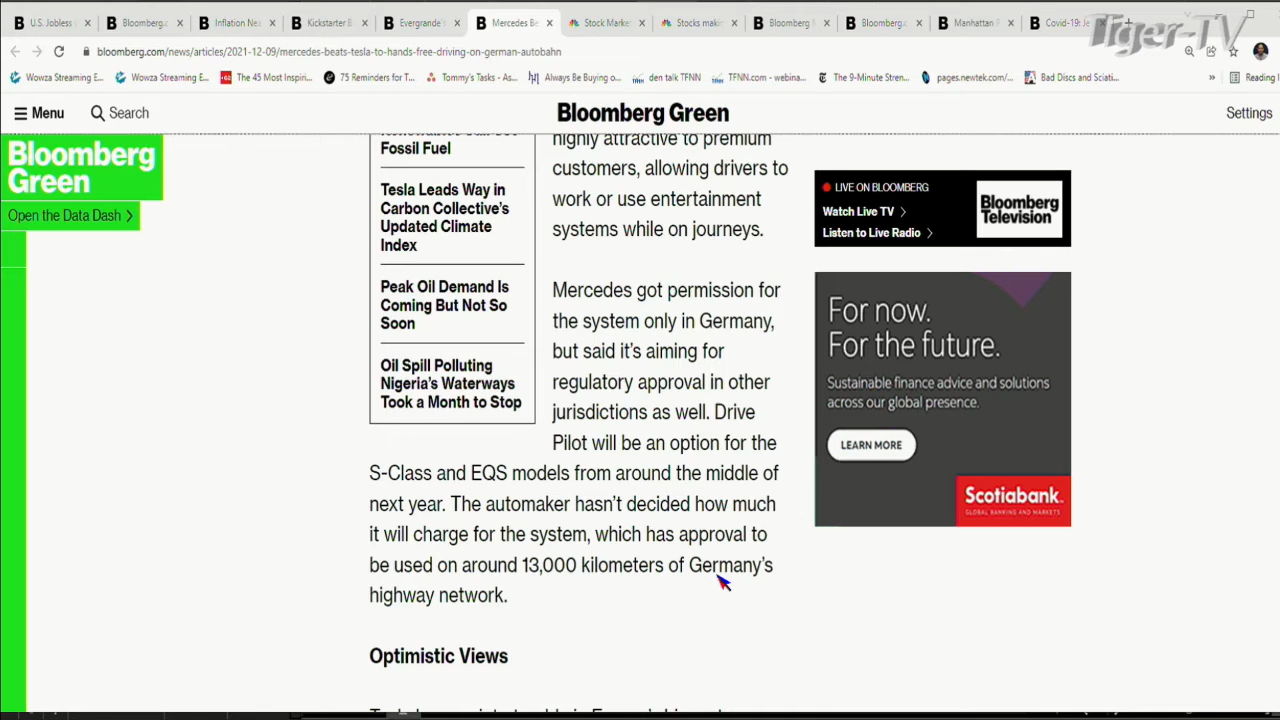 U.S. Jobless
Bloomberg.c
Inflation Ne
Kickstarter B
Evergrande'
Mercedes Be
Stock Marke
Stocks maki
Bloomberg
Bloomberg.
Manhattan
Covid-19: Je
Tiger-TV
bloomberg.com/news/articles/2021-12-09/mercedes-beats-tesla-to-hands-free-driving-on-german-autobahn
Wowza Streaming E...
Wowza Streaming E...
The 45 Most Inspiri...
75 Reminders for T...
Tommy's Tasks - As...
Always Be Buying o...
den talk TFNN
TFNN.com - webina...
The 9-Minute Stren...
pages.newtek.com/...
Bad Discs and Sciati...
»
Reading
Menu
Search
Bloomberg Green
Settings
Bloomberg
Green
Open the Data Dash
Fossil Fuel
Tesla Leads Way in
Carbon Collective's
Updated Climate
Index
Peak Oil Demand Is
Coming But Not So
Soon
Oil Spill Polluting
Nigeria's Waterways
Took a Month to Stop
highly attractive to premium
customers, allowing drivers to
work or use entertainment
systems while on journeys.
Mercedes got permission for
the system only in Germany,
but said it's aiming for
regulatory approval in other
jurisdictions as well. Drive
Pilot will be an option for the
S-Class and EQS models from around the middle of
next year. The automaker hasn't decided how much
it will charge for the system, which has approval to
be used on around 13,000 kilometers of Germany's
highway network.
Optimistic Views
LIVE ON BLOOMBERG
Watch Live TV
Listen to Live Radio
Bloomberg
Television
For now.
For the future.
Sustainable finance advice and solutions
across our global presence.
LEARN MORE
Scotiabank
GLOBAL BANKING AND MARKETS